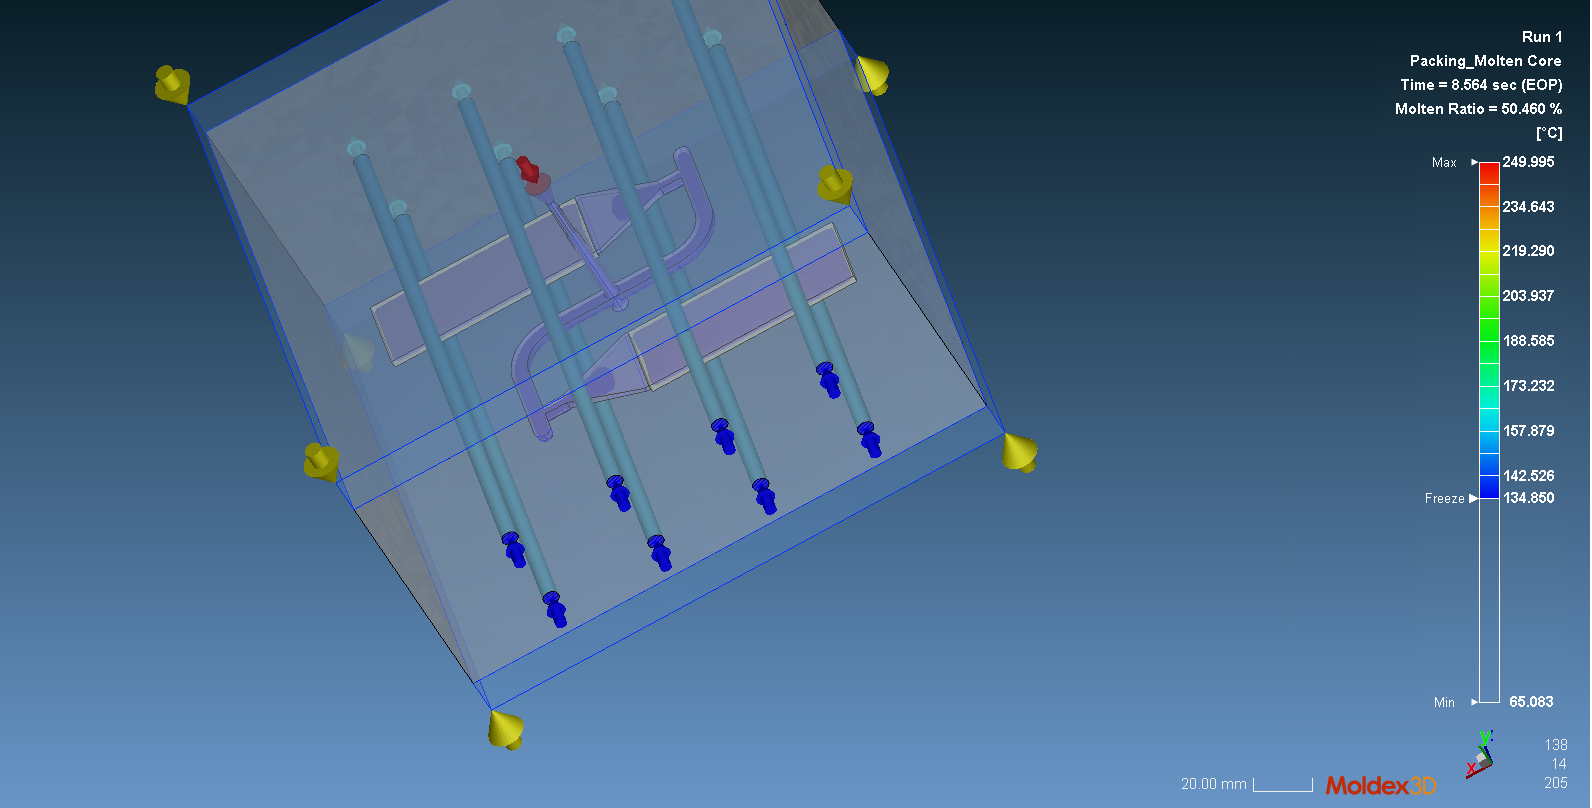 Run 1
Packing_Molten Core
Time = 8.564 sec (EOP)
Molten Ratio = 50.460 %
[°C]
Max 249.995
234.643
219.290
203.937
188.585
173.232
157.879
142.526
Freeze 134.850
Min 65.083
Y
X
138
14
205
20.00 mm
Moldex3D